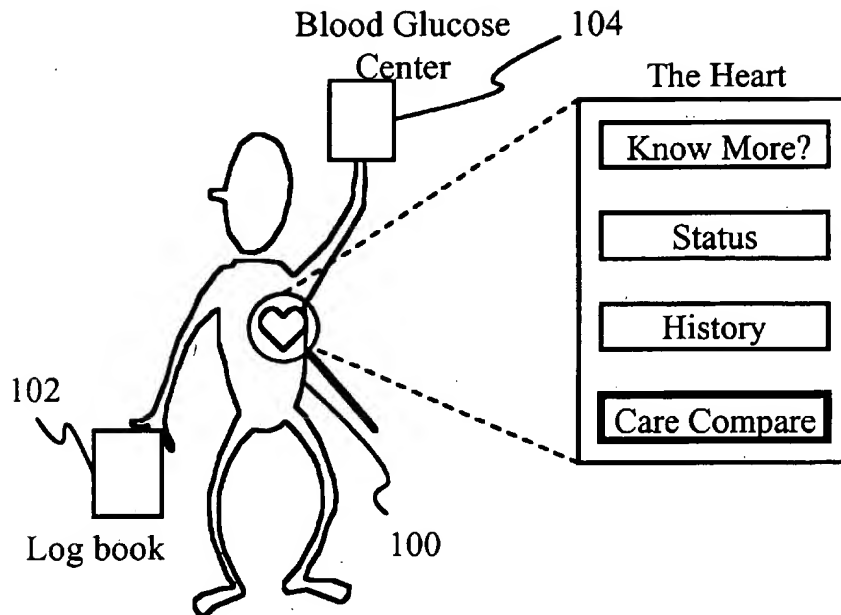 Blood Glucose
Center
104
The Heart
Know More?
Status
History
Care Compare
102
Log book
100